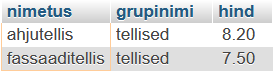 nimetus grupinimi hind
ahjutellis tellised 8.20
fassaaditellis tellised 7.50